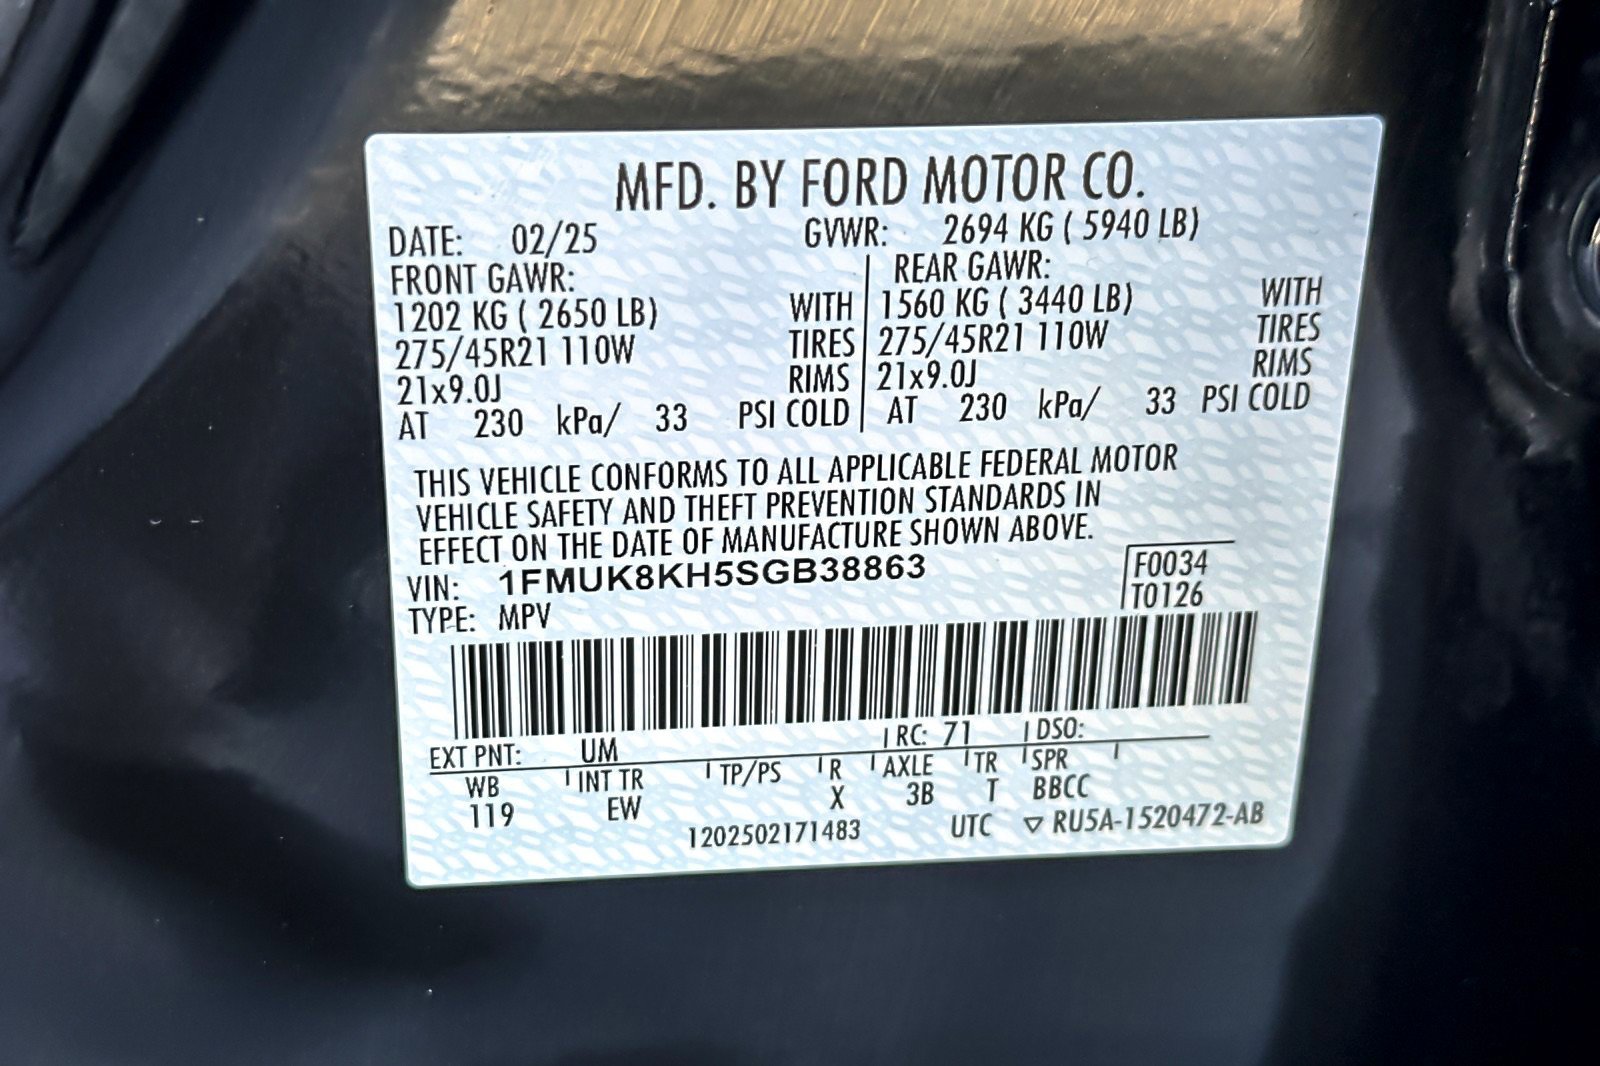 MFD. BY FORD MOTOR CO.
DATE: 02/25 GVWR: 2694 KG ( 5940 LB)
FRONT GAWR: REAR GAWR:
1202 KG ( 2650 LB) WITH 1560 KG ( 3440 LB) WITH
275/45R21 110W TIRES 275/45R21 110W TIRES
21x9.0J RIMS 21x9.0J RIMS
AT 230 kPa/ 33 PSI COLD AT 230 kPa/ 33 PSI COLD
THIS VEHICLE CONFORMS TO ALL APPLICABLE FEDERAL MOTOR
VEHICLE SAFETY AND THEFT PREVENTION STANDARDS IN
EFFECT ON THE DATE OF MANUFACTURE SHOWN ABOVE.
VIN: 1FMUK8KH5SGB38863 F0034
TYPE: MPV T0126
EXT PNT: UM RC: 71 DSO:
WB INT TR TP/PS R AXLE TR SPR
119 EW X 3B T BBCC
1202502171483 UTC ▽ RU5A-1520472-AB